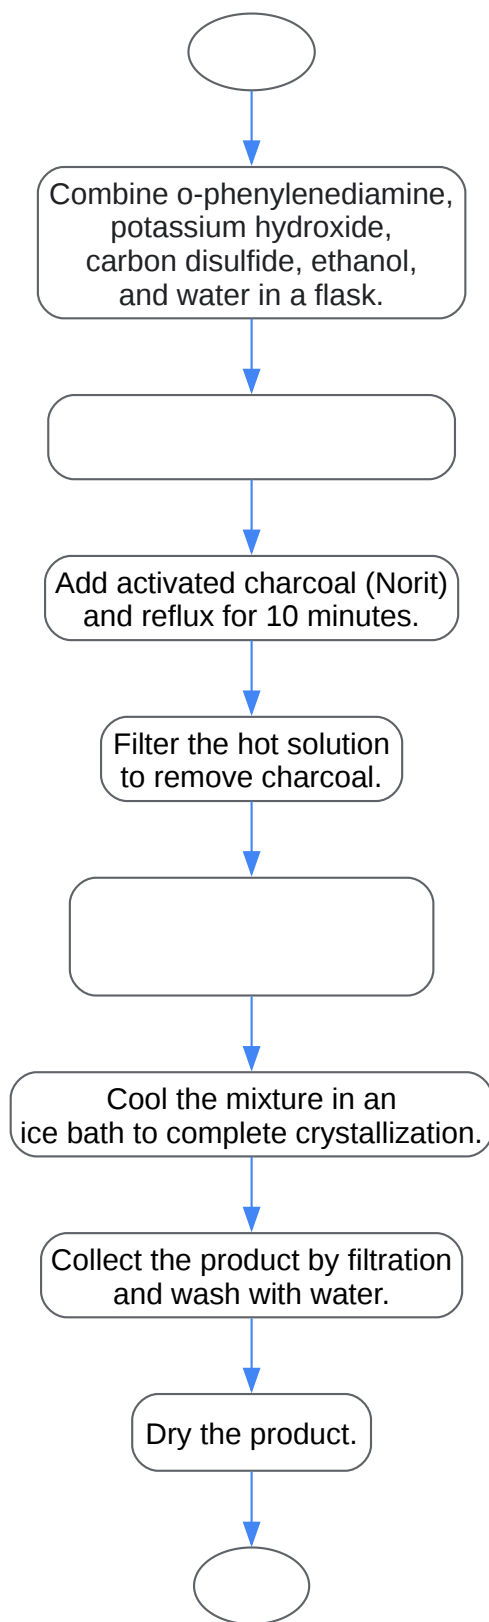 Combine o-phenylenediamine,
potassium hydroxide,
carbon disulfide, ethanol,
and water in a flask.
Add activated charcoal (Norit)
and reflux for 10 minutes.
Filter the hot solution
to remove charcoal.
Cool the mixture in an
ice bath to complete crystallization.
Collect the product by filtration
and wash with water.
Dry the product.